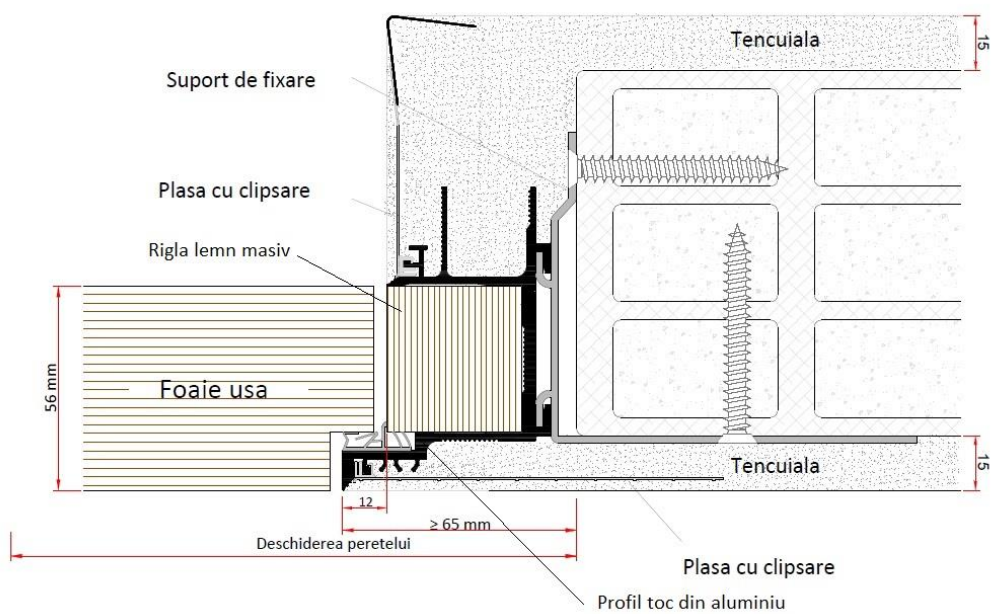 Tencuiala
15
Suport de fixare
Plasa cu clipsare
Rigla lemn masiv
56 mm
Foaie usa
Tencuiala
15
12
≥ 65 mm
Deschiderea peretelui
Plasa cu clipsare
Profil toc din aluminiu